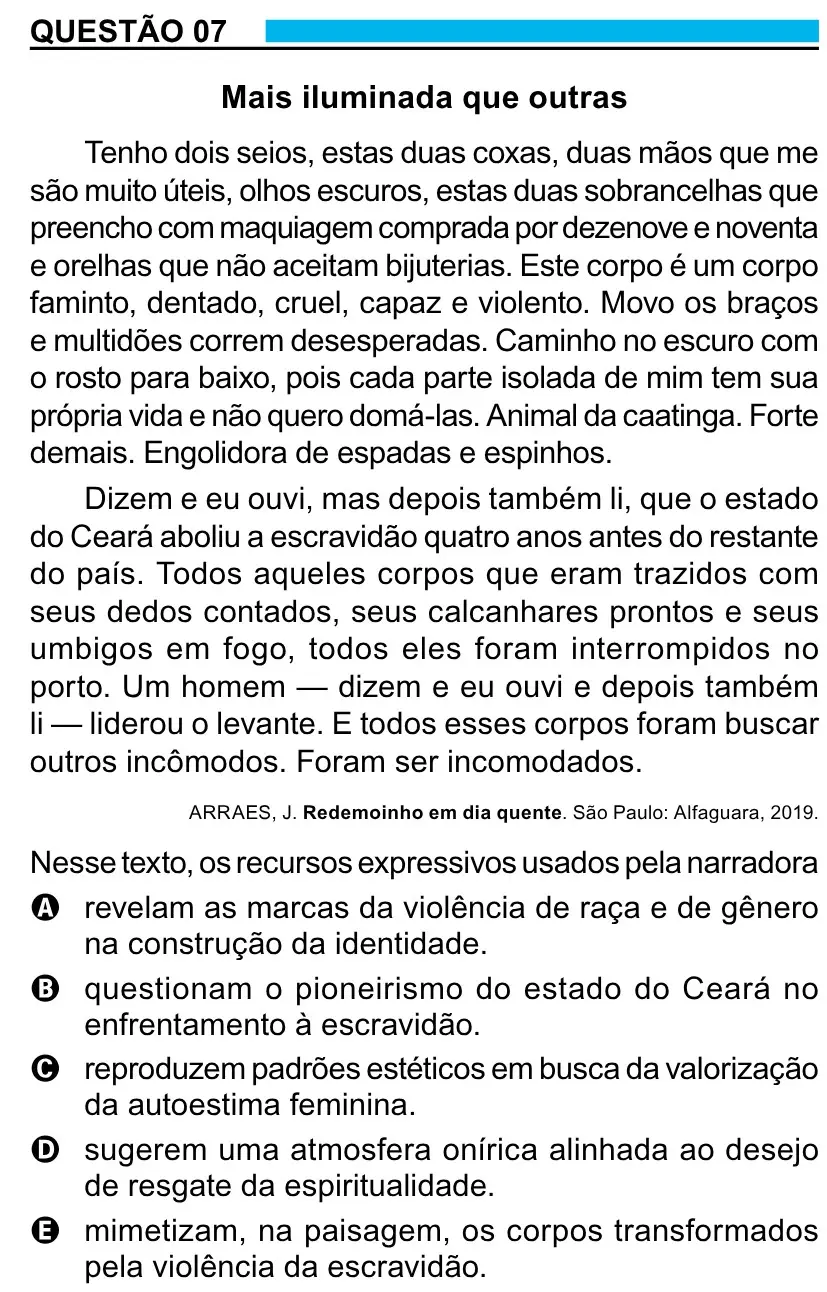 QUESTÃO 07
Mais iluminada que outras
Tenho dois seios, estas duas coxas, duas mãos que me
são muito úteis, olhos escuros, estas duas sobrancelhas que
preencho com maquiagem comprada por dezenove e noventa
e orelhas que não aceitam bijuterias. Este corpo é um corpo
faminto, dentado, cruel, capaz e violento. Movo os braços
e multidões correm desesperadas. Caminho no escuro com
o rosto para baixo, pois cada parte isolada de mim tem sua
própria vida e não quero domá-las. Animal da caatinga. Forte
demais. Engolidora de espadas e espinhos.
Dizem e eu ouvi, mas depois também li, que o estado
do Ceará aboliu a escravidão quatro anos antes do restante
do país. Todos aqueles corpos que eram trazidos com
seus dedos contados, seus calcanhares prontos e seus
umbigos em fogo, todos eles foram interrompidos no
porto. Um homem — dizem e eu ouvi e depois também
li — liderou o levante. E todos esses corpos foram buscar
outros incômodos. Foram ser incomodados.
ARRAES, J. Redemoinho em dia quente. São Paulo: Alfaguara, 2019.
Nesse texto, os recursos expressivos usados pela narradora
A revelam as marcas da violência de raça e de gênero
na construção da identidade.
B questionam o pioneirismo do estado do Ceará no
enfrentamento à escravidão.
C reproduzem padrões estéticos em busca da valorização
da autoestima feminina.
D sugerem uma atmosfera onírica alinhada ao desejo
de resgate da espiritualidade.
E mimetizam, na paisagem, os corpos transformados
pela violência da escravidão.